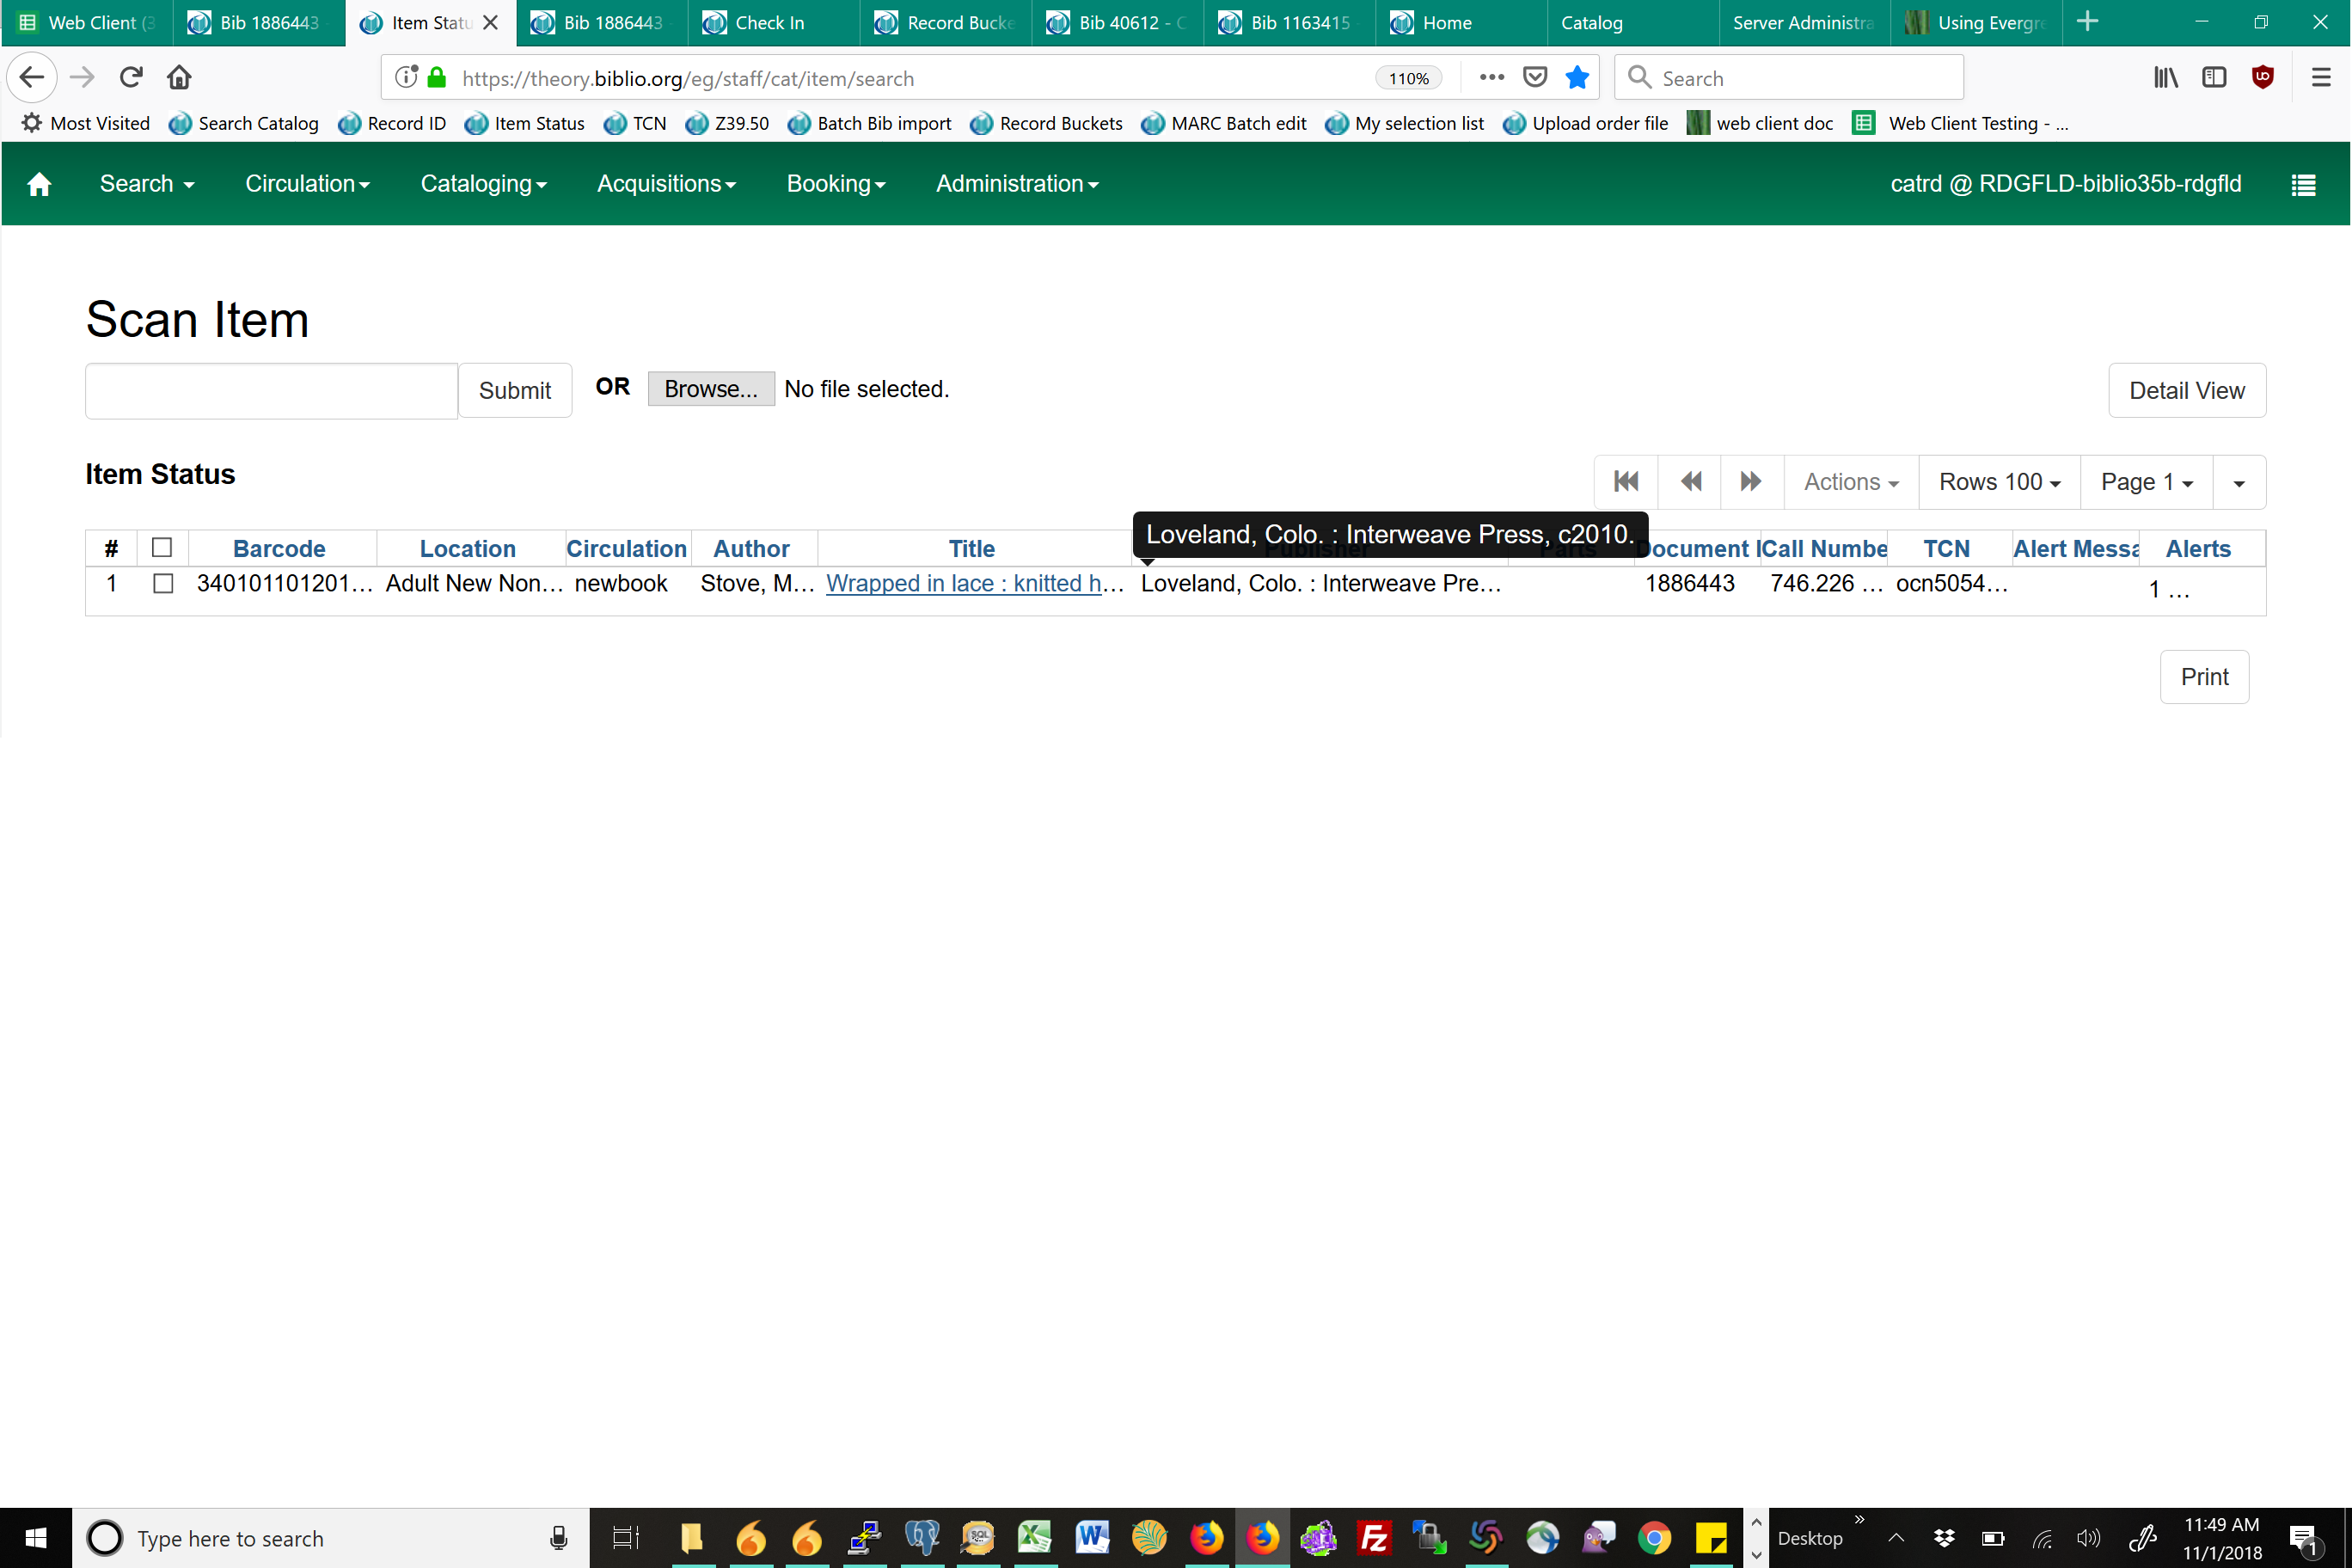 Web Client (3
Bib 1886443
Item Statu
Bib 1886443
Check In
Record Bucke
Bib 40612 - C
Bib 1163415
Home
Catalog
Server Administra
Using Evergre
https://theory.biblio.org/eg/staff/cat/item/search
110%
Search
Most Visited
Search Catalog
Record ID
Item Status
TCN
Z39.50
Batch Bib import
Record Buckets
MARC Batch edit
My selection list
Upload order file
web client doc
Web Client Testing - ...
Search
Circulation
Cataloging
Acquisitions
Booking
Administration
catrd @ RDGFLD-biblio35b-rdgfld
Scan Item
Submit
OR
Browse...
No file selected.
Detail View
Item Status
Actions
Rows 100
Page 1
Loveland, Colo. : Interweave Press, c2010.
# Barcode Location Circulation Author Title Publisher Parts Document I Call Numbe TCN Alert Messa Alerts
1 340101101201... Adult New Non... newbook Stove, M... Wrapped in lace : knitted h... Loveland, Colo. : Interweave Pre... 1886443 746.226 ... ocn5054... 1 ...
Print
Type here to search
SQL
Desktop
11:49 AM
11/1/2018
1